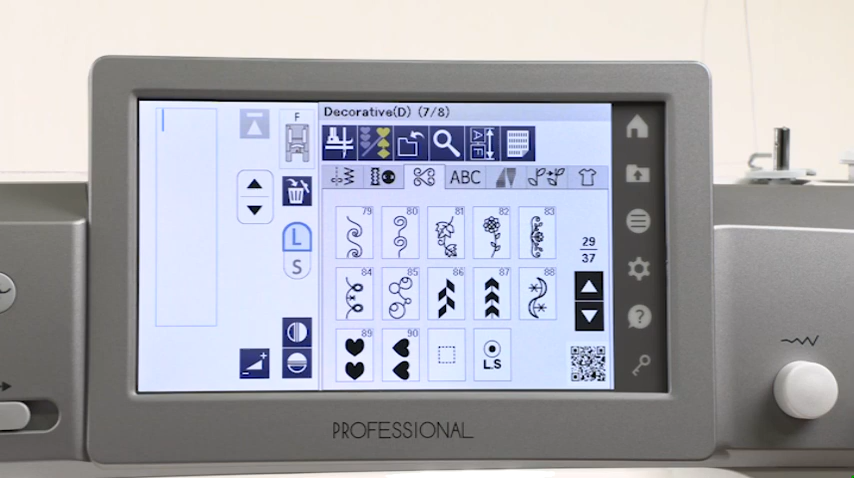 Decorative(D) (7/8)
F
A E
ABC
L
S
79 80 81 82 83
29
37
84 85 86 87 88
89 90
L.S
PROFESSIONAL